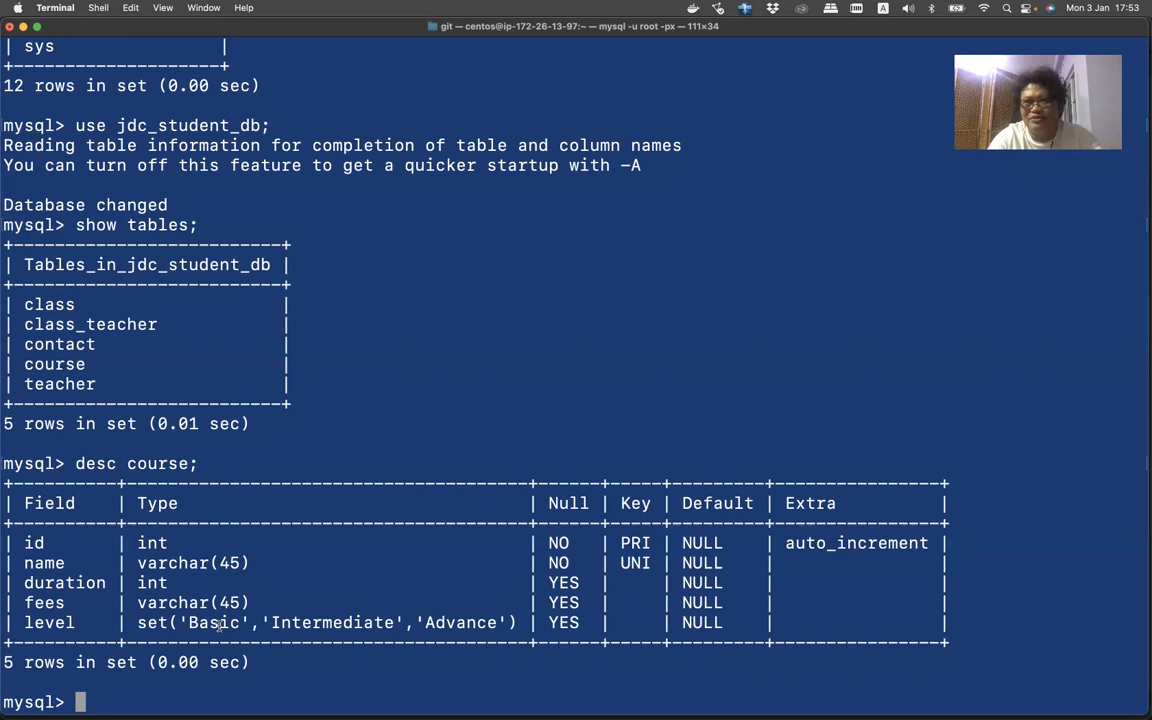 Terminal Shell Edit View Window Help A Mon 3 Jan 17:53
git — centos@ip-172-26-13-97:~ — mysql -u root -px — 111×34
| sys                    |
+------------------------+
12 rows in set (0.00 sec)
mysql> use jdc_student_db;
Reading table information for completion of table and column names
You can turn off this feature to get a quicker startup with -A
Database changed
mysql> show tables;
+--------------------------+
| Tables_in_jdc_student_db |
+--------------------------+
| class                    |
| class_teacher            |
| contact                  |
| course                   |
| teacher                  |
+--------------------------+
5 rows in set (0.01 sec)
mysql> desc course;
+----------+---------------------------------------+------+-----+---------+----------------+
| Field    | Type                                  | Null | Key | Default | Extra          |
+----------+---------------------------------------+------+-----+---------+----------------+
| id       | int                                   | NO   | PRI | NULL    | auto_increment |
| name     | varchar(45)                           | NO   | UNI | NULL    |                |
| duration | int                                   | YES  |     | NULL    |                |
| fees     | varchar(45)                           | YES  |     | NULL    |                |
| level    | set('Basic','Intermediate','Advance') | YES  |     | NULL    |                |
+----------+---------------------------------------+------+-----+---------+----------------+
5 rows in set (0.00 sec)
mysql>